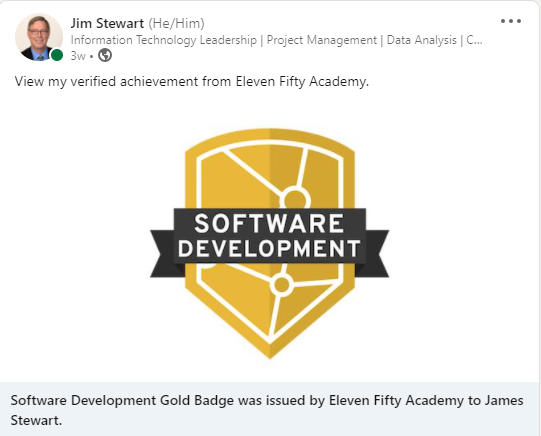 Jim Stewart (He/Him)
Information Technology Leadership | Project Management | Data Analysis | C...
3w •
View my verified achievement from Eleven Fifty Academy.
SOFTWARE
DEVELOPMENT
Software Development Gold Badge was issued by Eleven Fifty Academy to James
Stewart.